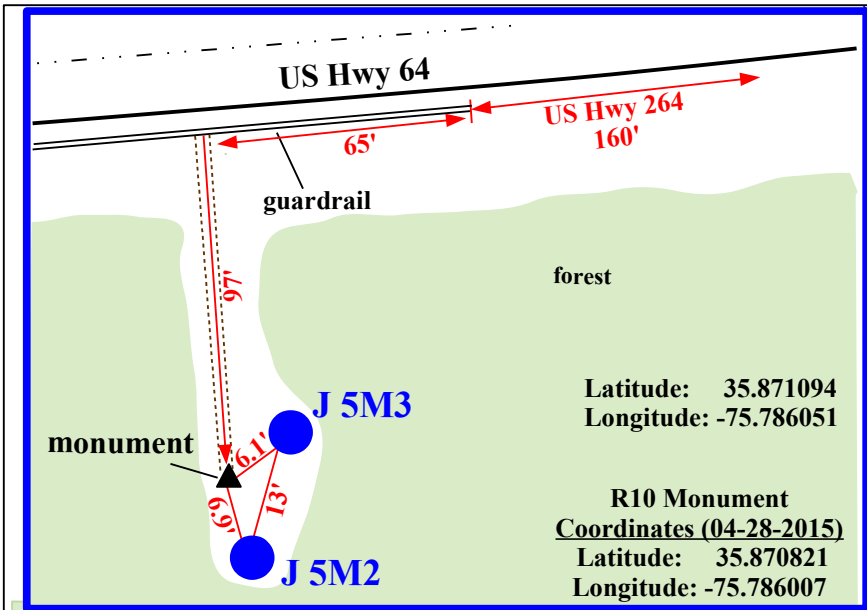 US Hwy 64
US Hwy 264
160'
65'
guardrail
97'
forest
Latitude: 35.871094
Longitude: -75.786051
J 5M3
monument
6.1'
6.9'
13'
J 5M2
R10 Monument
Coordinates (04-28-2015)
Latitude: 35.870821
Longitude: -75.786007